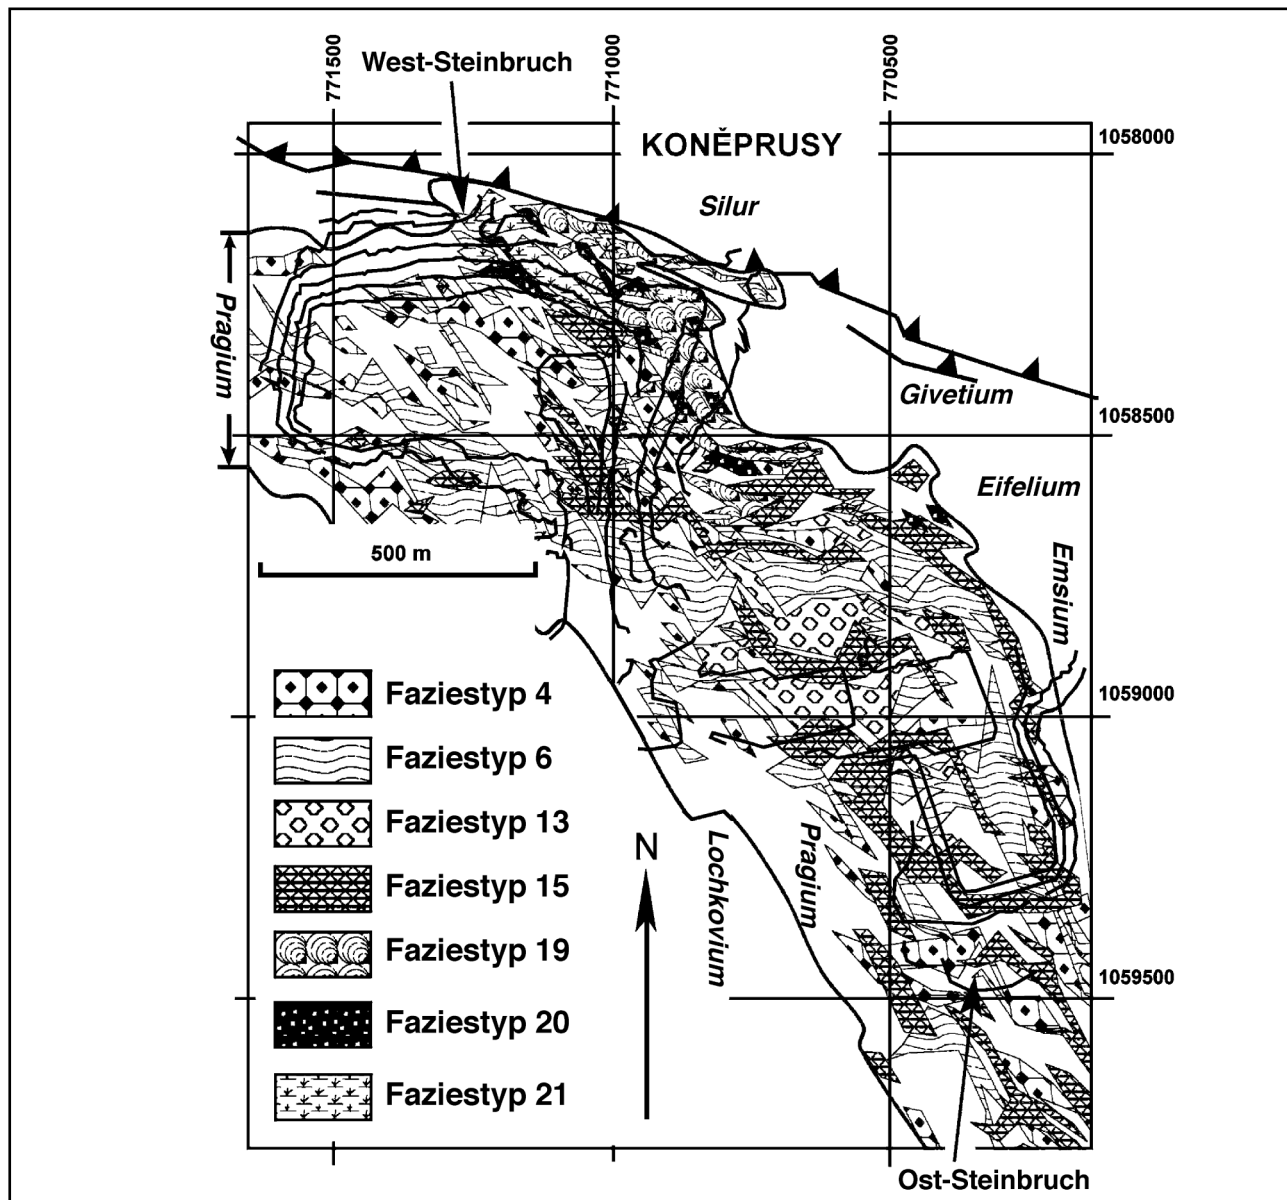 771500
771000
770500
West-Steinbruch
KONĚPRUSY
1058000
Silur
Pragium
Givetium
1058500
Eifelium
500 m
Emsium
Faziestyp 4
1059000
Faziestyp 6
Faziestyp 13
N
Lochkovium
Pragium
Faziestyp 15
Faziestyp 19
1059500
Faziestyp 20
Faziestyp 21
Ost-Steinbruch